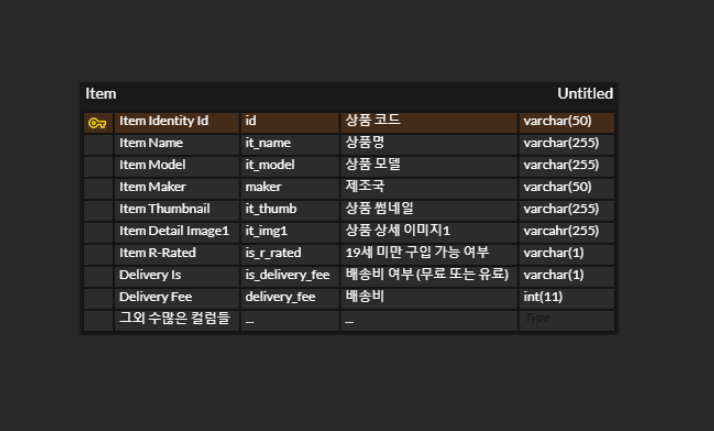 Item Untitled
Item Identity Id id 상품 코드 varchar(50)
Item Name it_name 상품명 varchar(255)
Item Model it_model 상품 모델 varchar(255)
Item Maker maker 제조국 varchar(50)
Item Thumbnail it_thumb 상품 썸네일 varchar(255)
Item Detail Image1 it_img1 상품 상세 이미지1 varcahr(255)
Item R-Rated is_r_rated 19세 미만 구입 가능 여부 varchar(1)
Delivery Is is_delivery_fee 배송비 여부 (무료 또는 유료) varchar(1)
Delivery Fee delivery_fee 배송비 int(11)
그외 수많은 컬럼들 ... ... Type